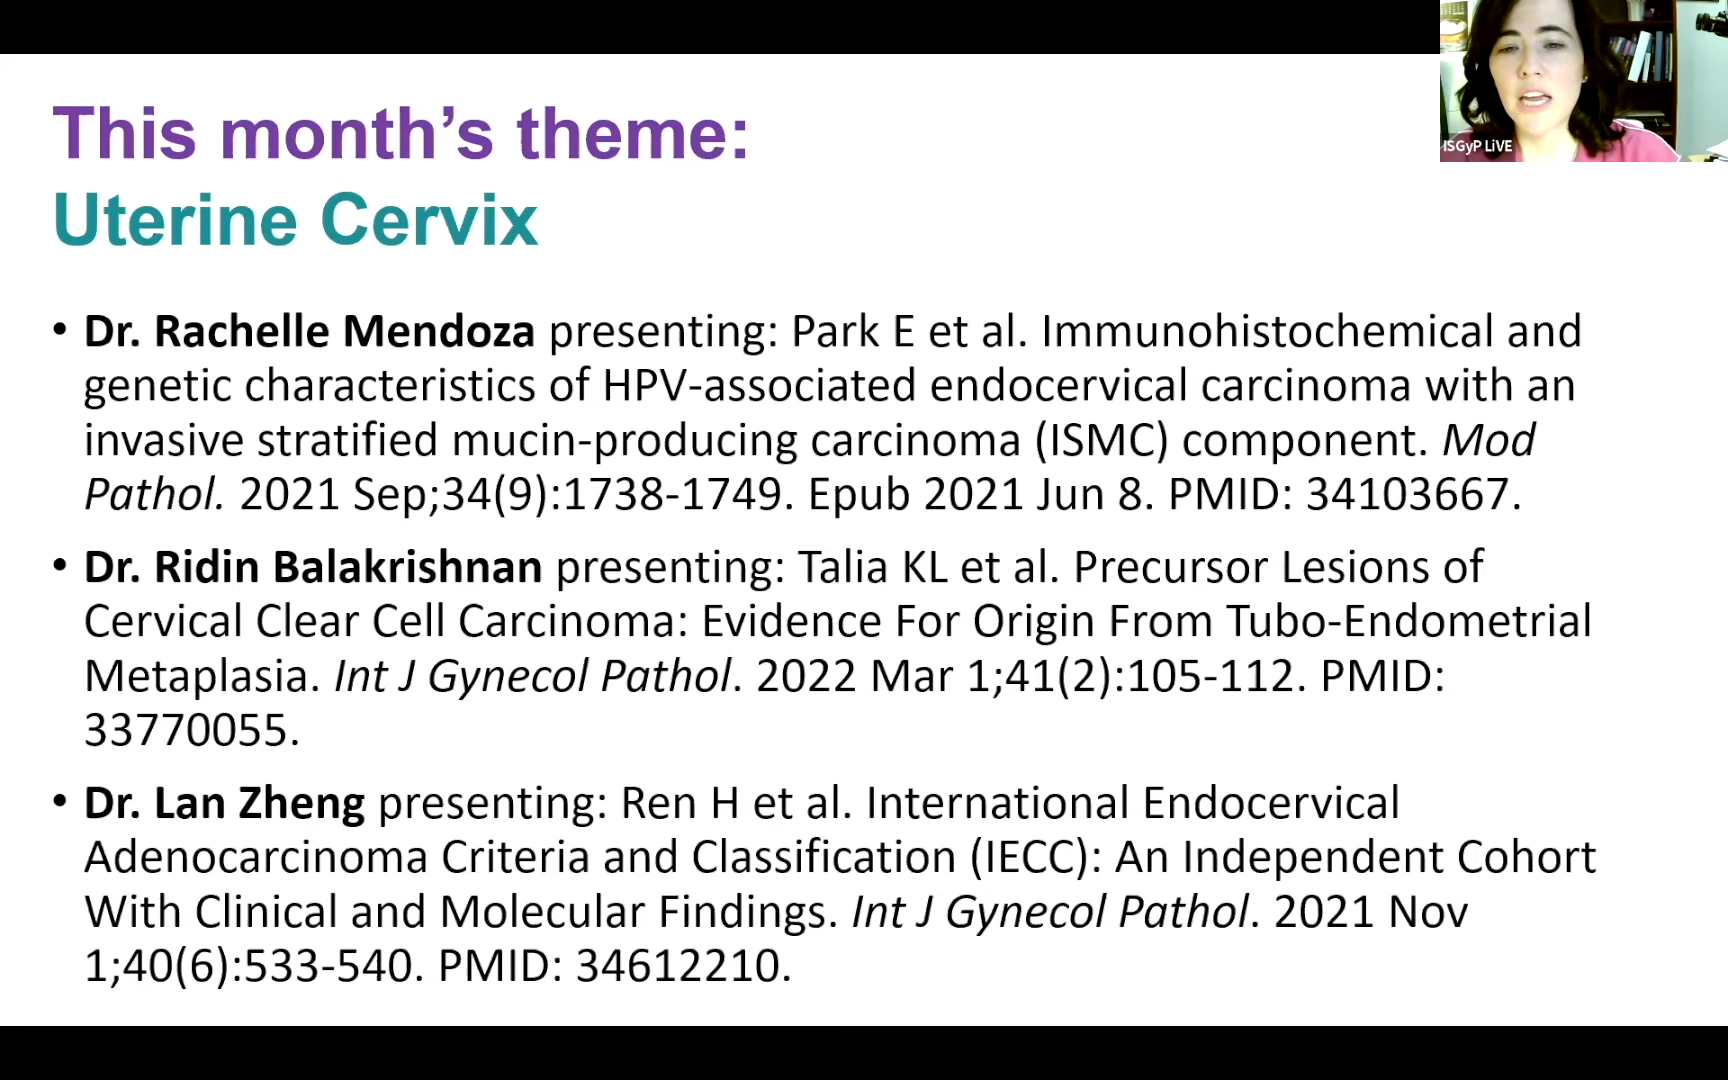 This month’s theme:
Uterine Cervix
ISGyP LiVE
• Dr. Rachelle Mendoza presenting: Park E et al. Immunohistochemical and
genetic characteristics of HPV-associated endocervical carcinoma with an
invasive stratified mucin-producing carcinoma (ISMC) component. Mod
Pathol. 2021 Sep;34(9):1738-1749. Epub 2021 Jun 8. PMID: 34103667.
• Dr. Ridin Balakrishnan presenting: Talia KL et al. Precursor Lesions of
Cervical Clear Cell Carcinoma: Evidence For Origin From Tubo-Endometrial
Metaplasia. Int J Gynecol Pathol. 2022 Mar 1;41(2):105-112. PMID:
33770055.
• Dr. Lan Zheng presenting: Ren H et al. International Endocervical
Adenocarcinoma Criteria and Classification (IECC): An Independent Cohort
With Clinical and Molecular Findings. Int J Gynecol Pathol. 2021 Nov
1;40(6):533-540. PMID: 34612210.